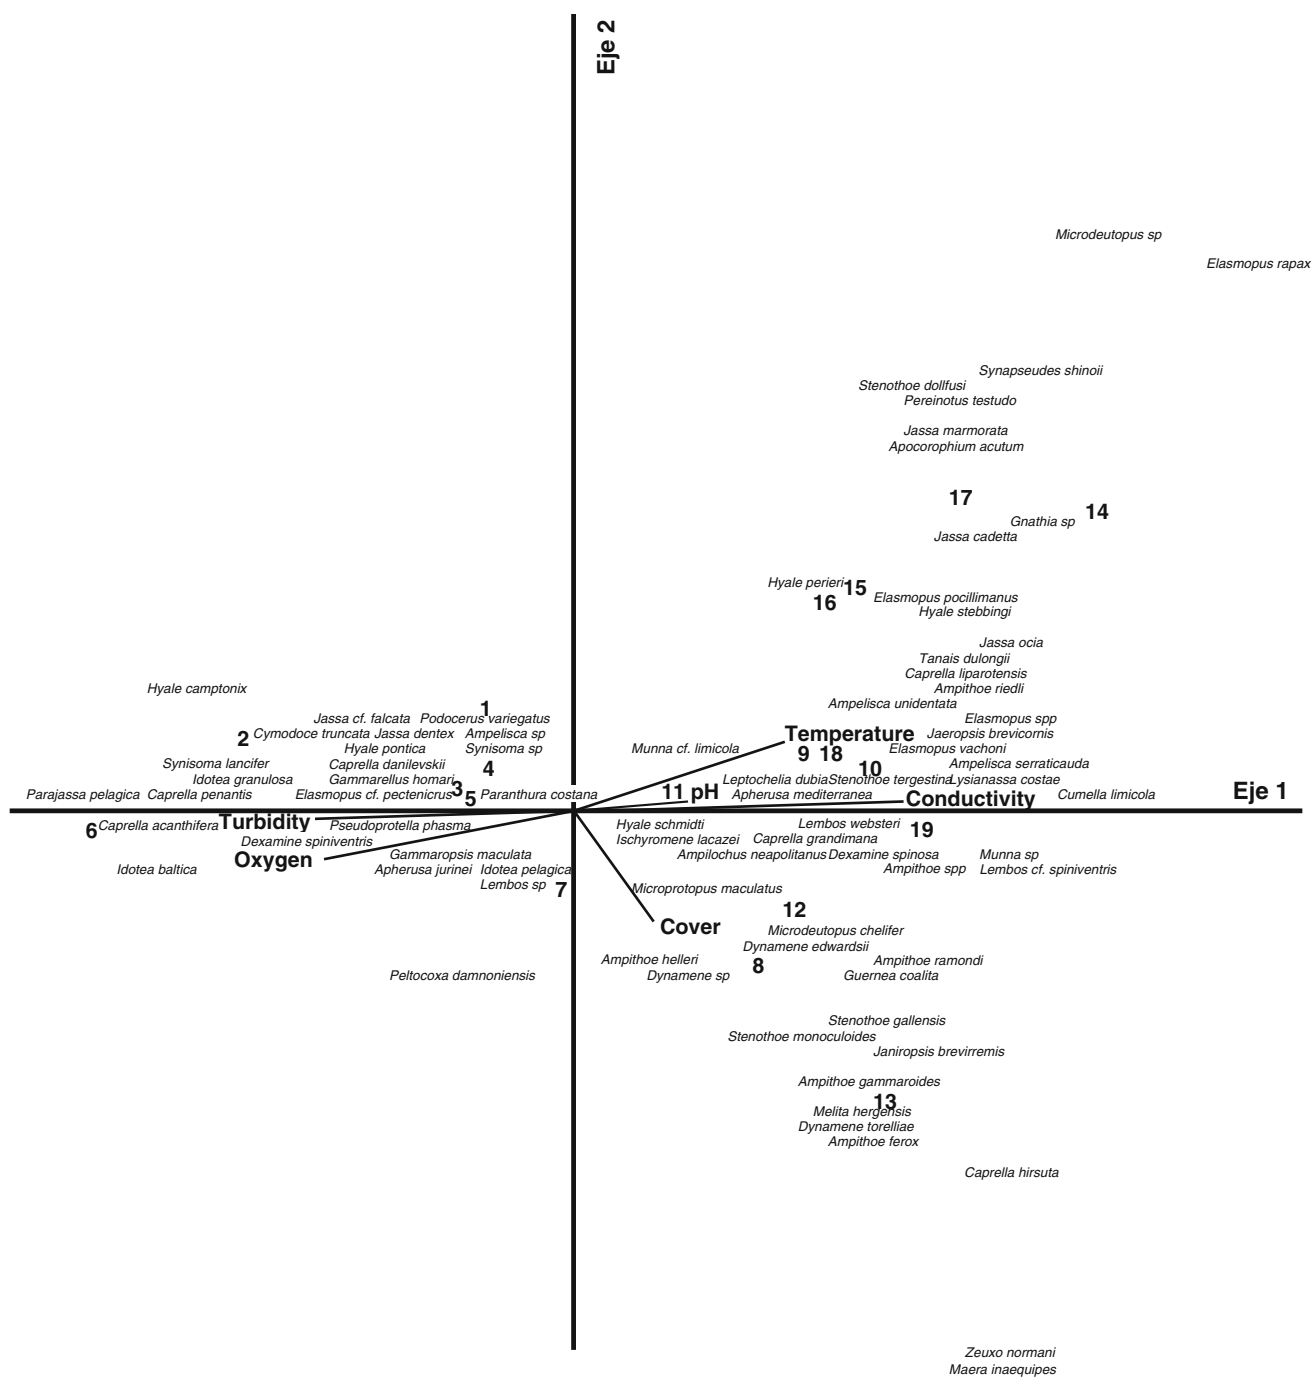 Eje 2
Microdeutopus sp
Elasmopus rapax
Synapseudes shinoii
Stenothoe dollfusi
Pereinotus testudo
Jassa marmorata
Apocorophium acutum
17
14
Gnathia sp
Jassa cadetta
Hyale perieri
15
16
Elasmopus pocillimanus
Hyale stebbingi
Jassa ocia
Tanais dulongii
Caprella liparotensis
Hyale camptonix
Ampithoe riedli
Ampelisca unidentata
1
Jassa cf. falcata
Podocerus variegatus
Elasmopus spp
2
Cymodoce truncata
Jassa dentex
Ampelisca sp
Temperature
Jaeropsis brevicornis
Hyale pontica
Synisoma sp
Munna cf. limicola
9
18
Elasmopus vachoni
Synisoma lancifer
Caprella danilevskii
4
10
Ampelisca serraticauda
Idotea granulosa
Gammarellus homari
Leptochelia dubia
Stenothoe tergestina
Lysianassa costae
Parajassa pelagica
Caprella penantis
Elasmopus cf. pectenicrus
3
5
Paranthura costana
11
pH
Apherusa mediterranea
Conductivity
Cumella limicola
Eje 1
6
Caprella acanthifera
Turbidity
Pseudoprotella phasma
Hyale schmidti
Lembos websteri
19
Dexamine spiniventris
Ischyromene lacazei
Caprella grandimana
Oxygen
Gammaropsis maculata
Ampilochus neapolitanus
Dexamine spinosa
Munna sp
Idotea baltica
Apherusa jurinei
Idotea pelagica
Ampithoe spp
Lembos cf. spiniventris
Lembos sp
7
Microprotopus maculatus
12
Cover
Microdeutopus chelifer
Dynamene edwardsii
Ampithoe helleri
8
Ampithoe ramondi
Peltocoxa damnoniensis
Dynamene sp
Guernea coalita
Stenothoe gallensis
Stenothoe monoculoides
Janiropsis brevirremis
Ampithoe gammaroides
13
Melita hergensis
Dynamene torelliae
Ampithoe ferox
Caprella hirsuta
Zeuxo normani
Maera inaequipes